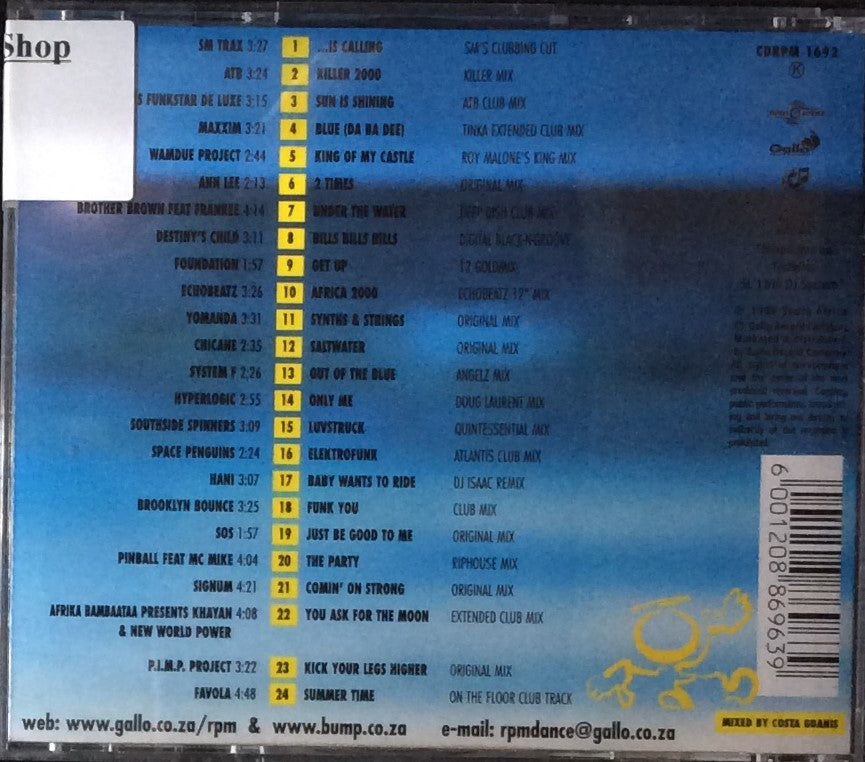 Shop
SM TRAX 3:27 1 ...IS CALLING SM'S CLUBBING CUT
CDRPM 1692
ATB 3:24 2 KILLER 2000 KILLER MIX
S FUNKSTAR DE LUXE 3:15 3 SUN IS SHINING ATB CLUB MIX
MAXXIM 3:21 4 BLUE (DA BA DEE) TINKA EXTENDED CLUB MIX
WAMDUE PROJECT 2:44 5 KING OF MY CASTLE ROY MALONE'S KING MIX
Gallo
ANN LEE 2:13 6 2 TIMES ORIGINAL MIX
BROTHER BROWN FEAT FRANKEE 4:14 7 UNDER THE WATER DEEP DISH CLUB MIX
DESTINY'S CHILD 3:11 8 BILLS BILLS BILLS DIGITAL BLACK-N-GROOVE
FOUNDATION 1:57 9 GET UP 12" GOLDMIX
ECHOBEATZ 3:26 10 AFRICA 2000 ECHOBEATZ 12" MIX
YOMANDA 3:31 11 SYNTHS & STRINGS ORIGINAL MIX
CHICANE 2:35 12 SALTWATER ORIGINAL MIX
SYSTEM F 2:26 13 OUT OF THE BLUE ANGELZ MIX
HYPERLOGIC 2:55 14 ONLY ME DOUG LAURENT MIX
SOUTHSIDE SPINNERS 3:09 15 LUVSTRUCK QUINTESSENTIAL MIX
SPACE PENGUINS 2:24 16 ELEKTROFUNK ATLANTIS CLUB MIX
HANI 3:07 17 BABY WANTS TO RIDE DJ ISAAC REMIX
BROOKLYN BOUNCE 3:25 18 FUNK YOU CLUB MIX
SOS 1:57 19 JUST BE GOOD TO ME ORIGINAL MIX
PINBALL FEAT MC MIKE 4:04 20 THE PARTY RIPHOUSE MIX
SIGNUM 4:21 21 COMIN' ON STRONG ORIGINAL MIX
AFRIKA BAMBAATAA PRESENTS KHAYAN 4:08 22 YOU ASK FOR THE MOON EXTENDED CLUB MIX
& NEW WORLD POWER
P.I.M.P. PROJECT 3:22 23 KICK YOUR LEGS HIGHER ORIGINAL MIX
FAVOLA 4:48 24 SUMMER TIME ON THE FLOOR CLUB TRACK
6 001208 869639
MIXED BY COSTA GDANIS
web: www.gallo.co.za/rpm & www.bump.co.za e-mail: rpmdance@gallo.co.za